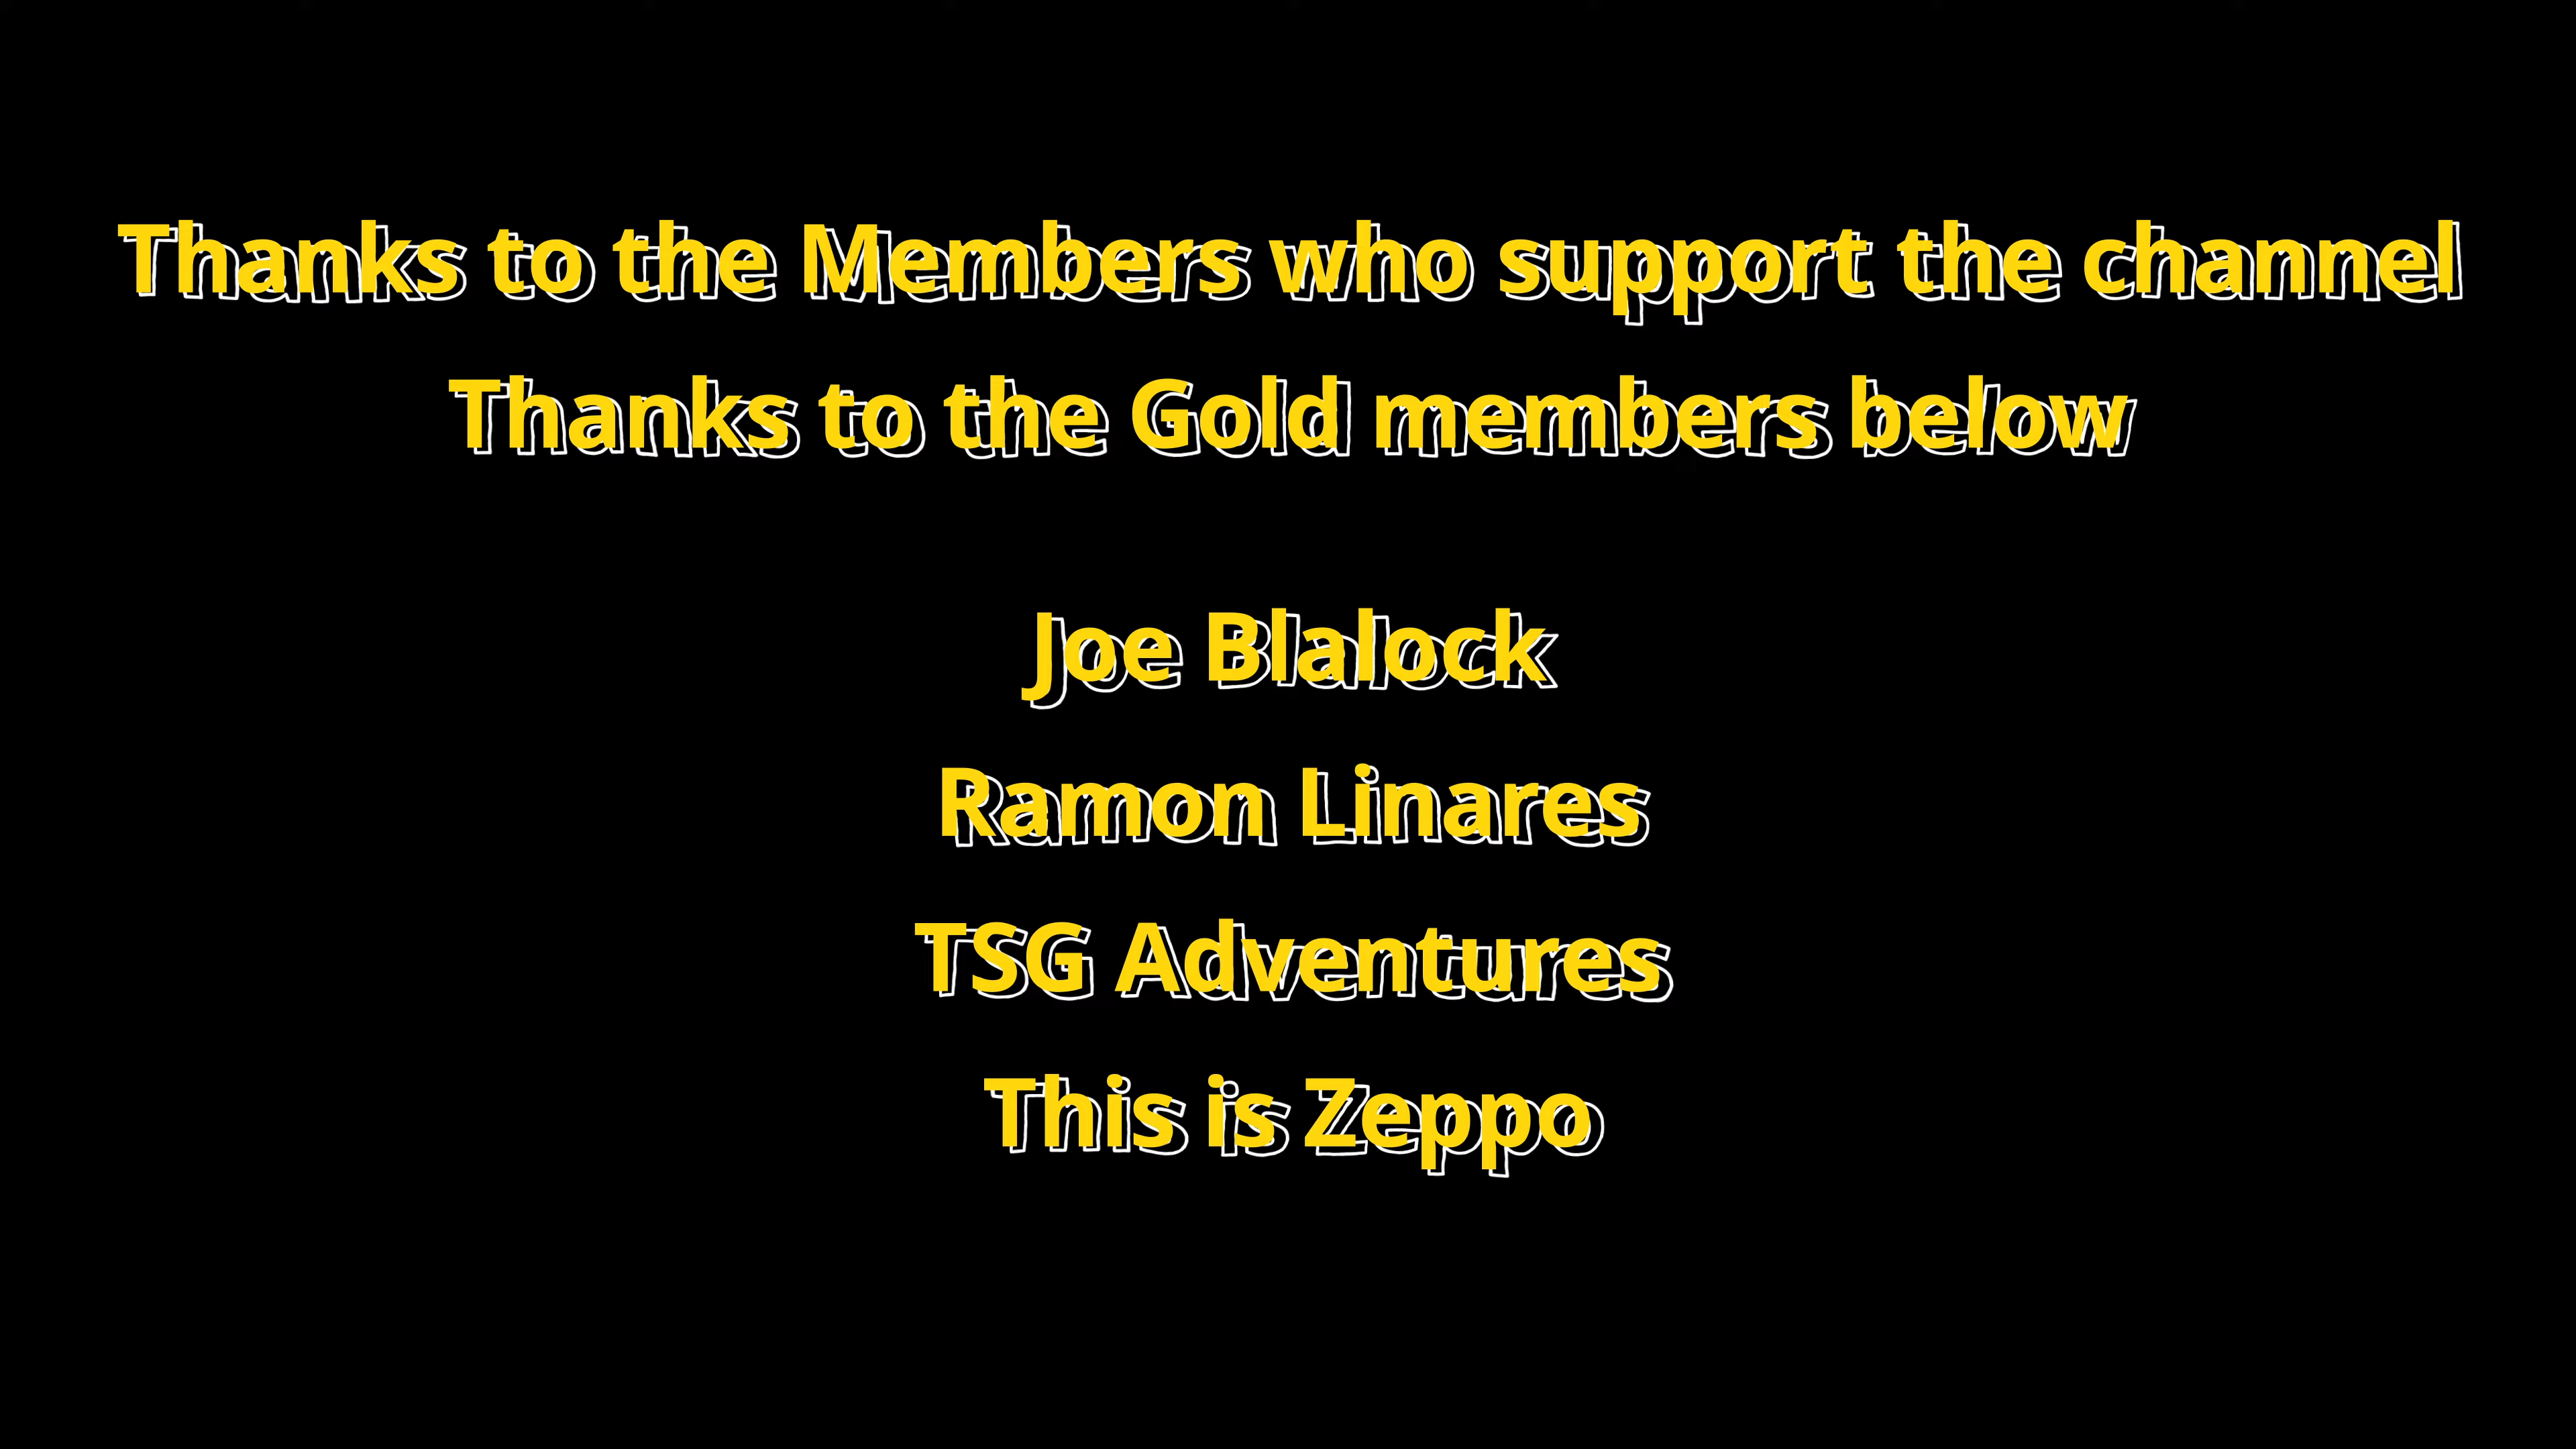 Thanks to the Members who support the channel
Thanks to the Gold members below
Joe Blalock
Ramon Linares
TSG Adventures
This is Zeppo